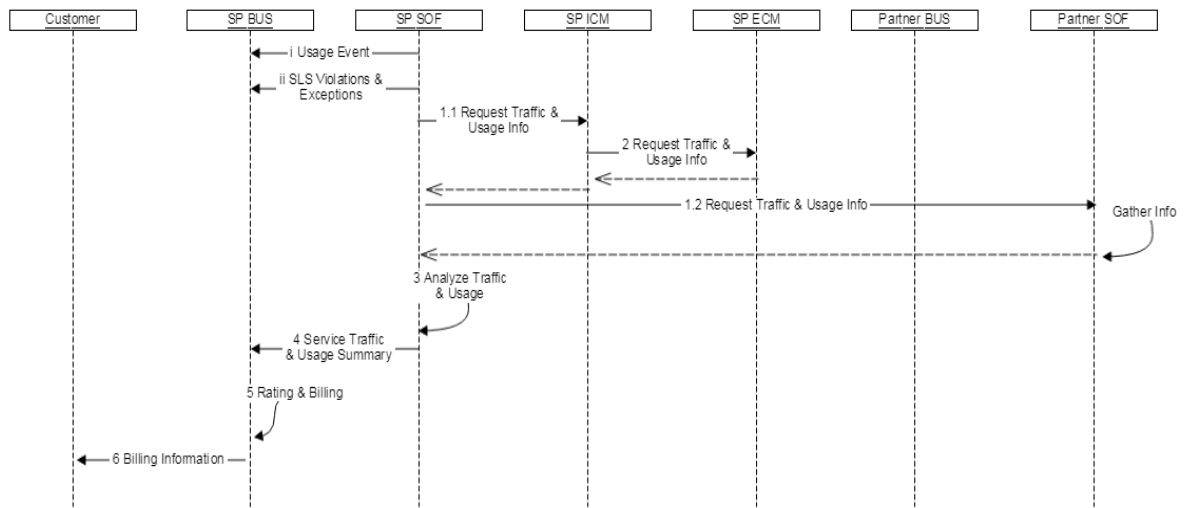 Customer
SP BUS
SP SOF
SP ICM
SP ECM
Partner BUS
Partner SOF
i Usage Event
ii SLS Violations &
Exceptions
1.1 Request Traffic &
Usage Info
2 Request Traffic &
Usage Info
1.2 Request Traffic & Usage Info
Gather Info
3 Analyze Traffic
& Usage
4 Service Traffic
& Usage Summary
5 Rating & Billing
6 Billing Information